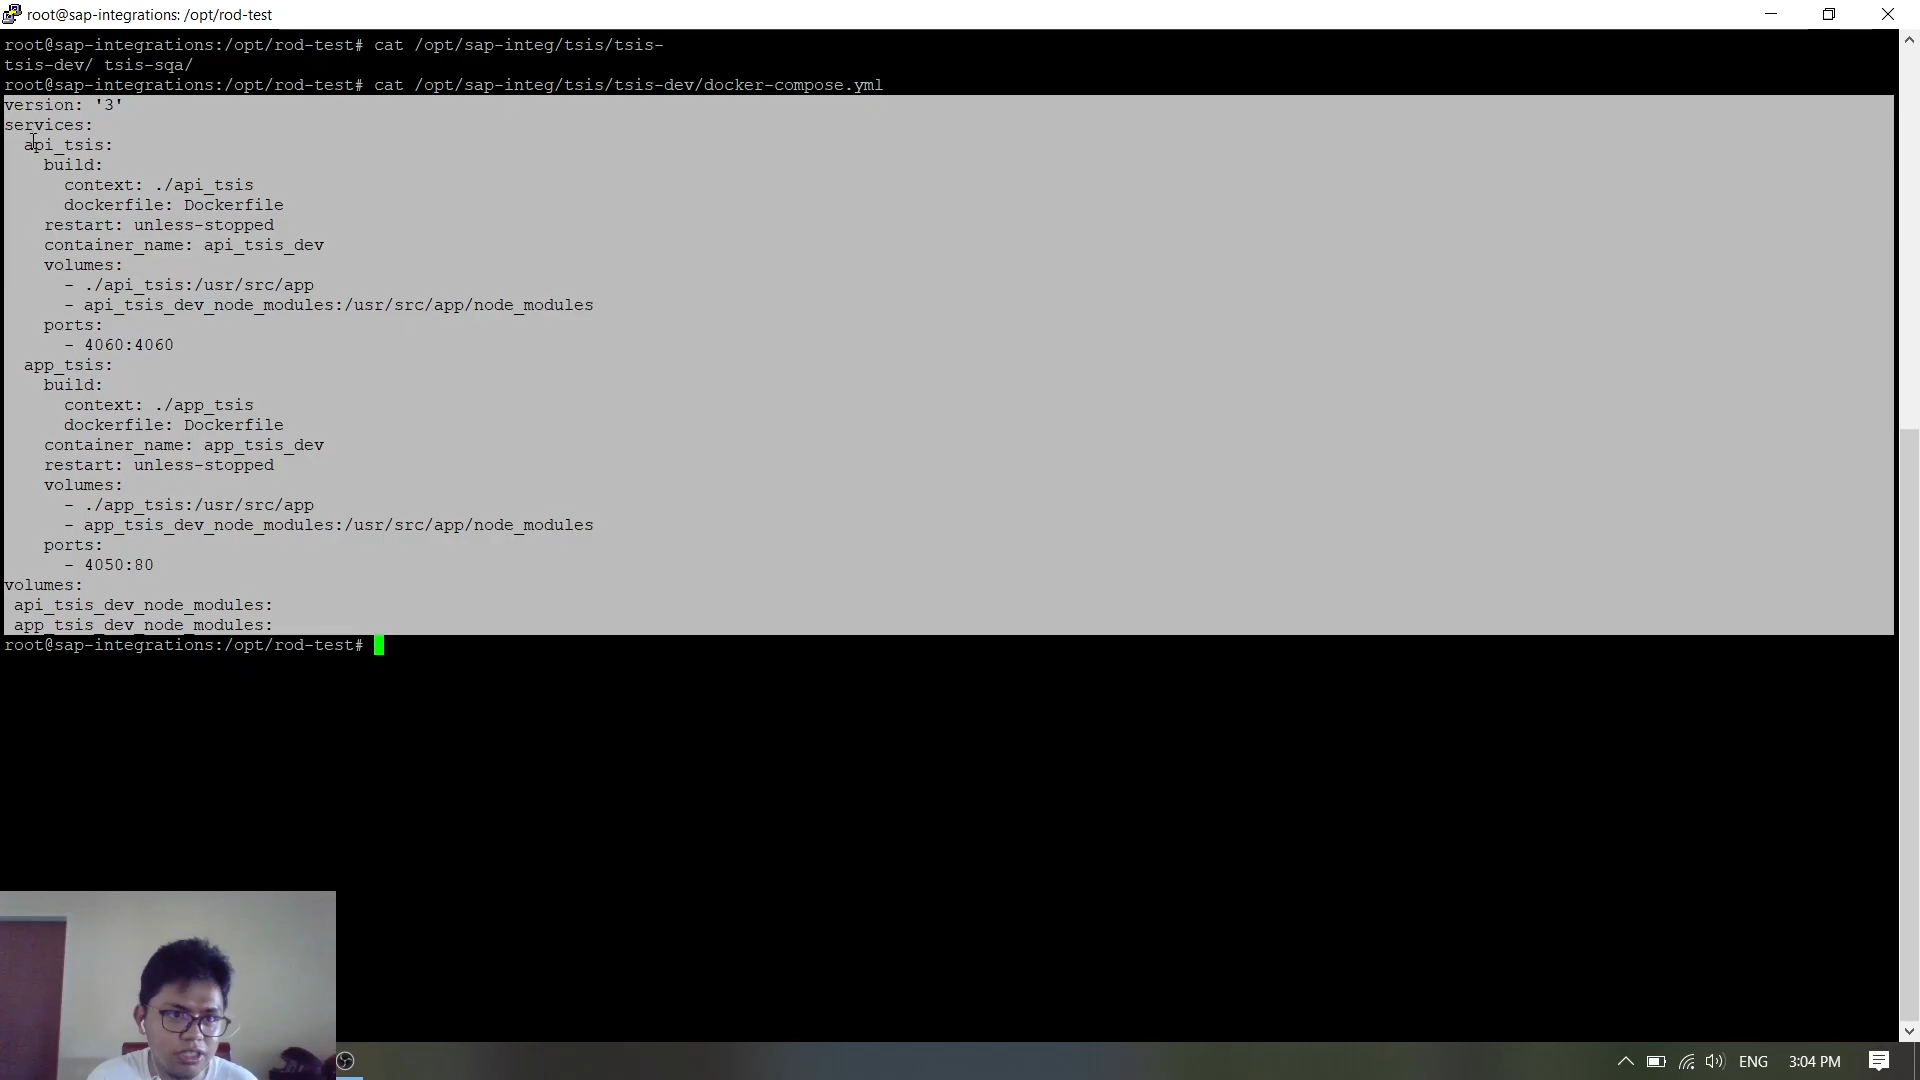 root@sap-integrations: /opt/rod-test
root@sap-integrations:/opt/rod-test# cat /opt/sap-integ/tsis/tsis-
tsis-dev/ tsis-sqa/
root@sap-integrations:/opt/rod-test# cat /opt/sap-integ/tsis/tsis-dev/docker-compose.yml
version: '3'
services:
  api_tsis:
    build:
      context: ./api_tsis
      dockerfile: Dockerfile
    restart: unless-stopped
    container_name: api_tsis_dev
    volumes:
      - ./api_tsis:/usr/src/app
      - api_tsis_dev_node_modules:/usr/src/app/node_modules
    ports:
      - 4060:4060
  app_tsis:
    build:
      context: ./app_tsis
      dockerfile: Dockerfile
    container_name: app_tsis_dev
    restart: unless-stopped
    volumes:
      - ./app_tsis:/usr/src/app
      - app_tsis_dev_node_modules:/usr/src/app/node_modules
    ports:
      - 4050:80
volumes:
 api_tsis_dev_node_modules:
 app_tsis_dev_node_modules:
root@sap-integrations:/opt/rod-test#
ENG 3:04 PM